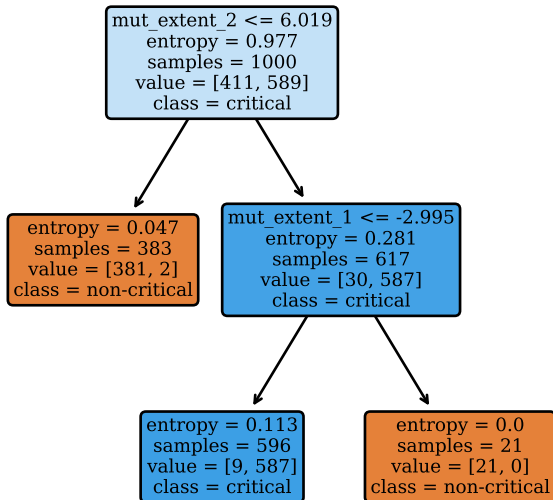 mut_extent_2 <= 6.019
entropy = 0.977
samples = 1000
value = [411, 589]
class = critical
entropy = 0.047
samples = 383
value = [381, 2]
class = non-critical
mut_extent_1 <= -2.995
entropy = 0.281
samples = 617
value = [30, 587]
class = critical
entropy = 0.113
samples = 596
value = [9, 587]
class = critical
entropy = 0.0
samples = 21
value = [21, 0]
class = non-critical